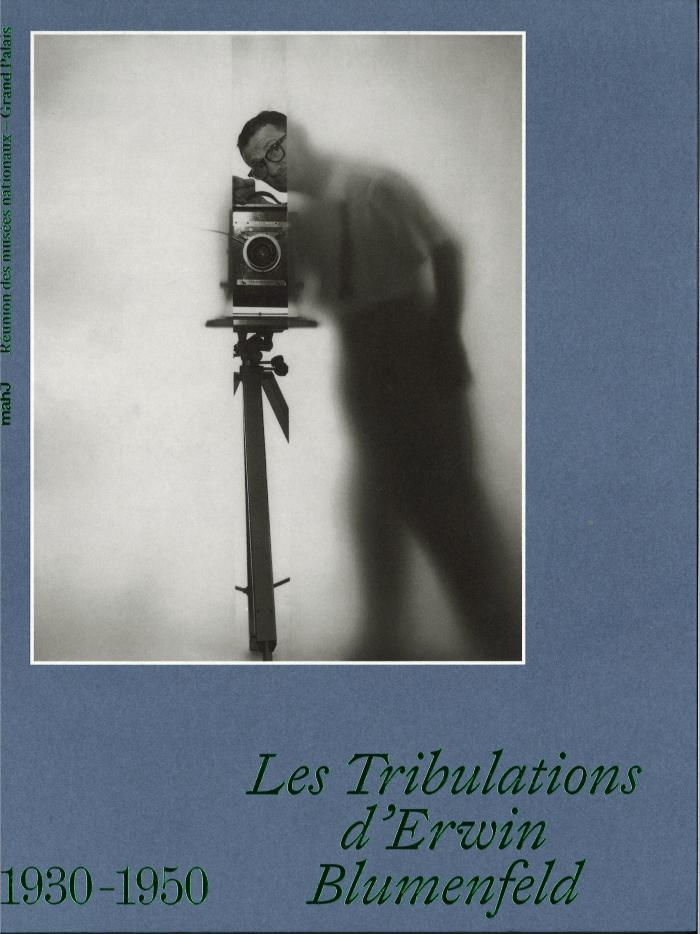 mahJ Réunion des musées nationaux – Grand Palais
Les Tribulations
d'Erwin
Blumenfeld
1930-1950